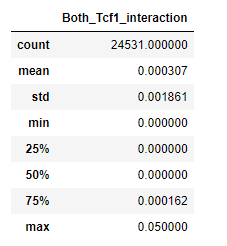 Both_Tcf1_interaction
count 24531.000000
mean 0.000307
std 0.001861
min 0.000000
25% 0.000000
50% 0.000000
75% 0.000162
max 0.050000